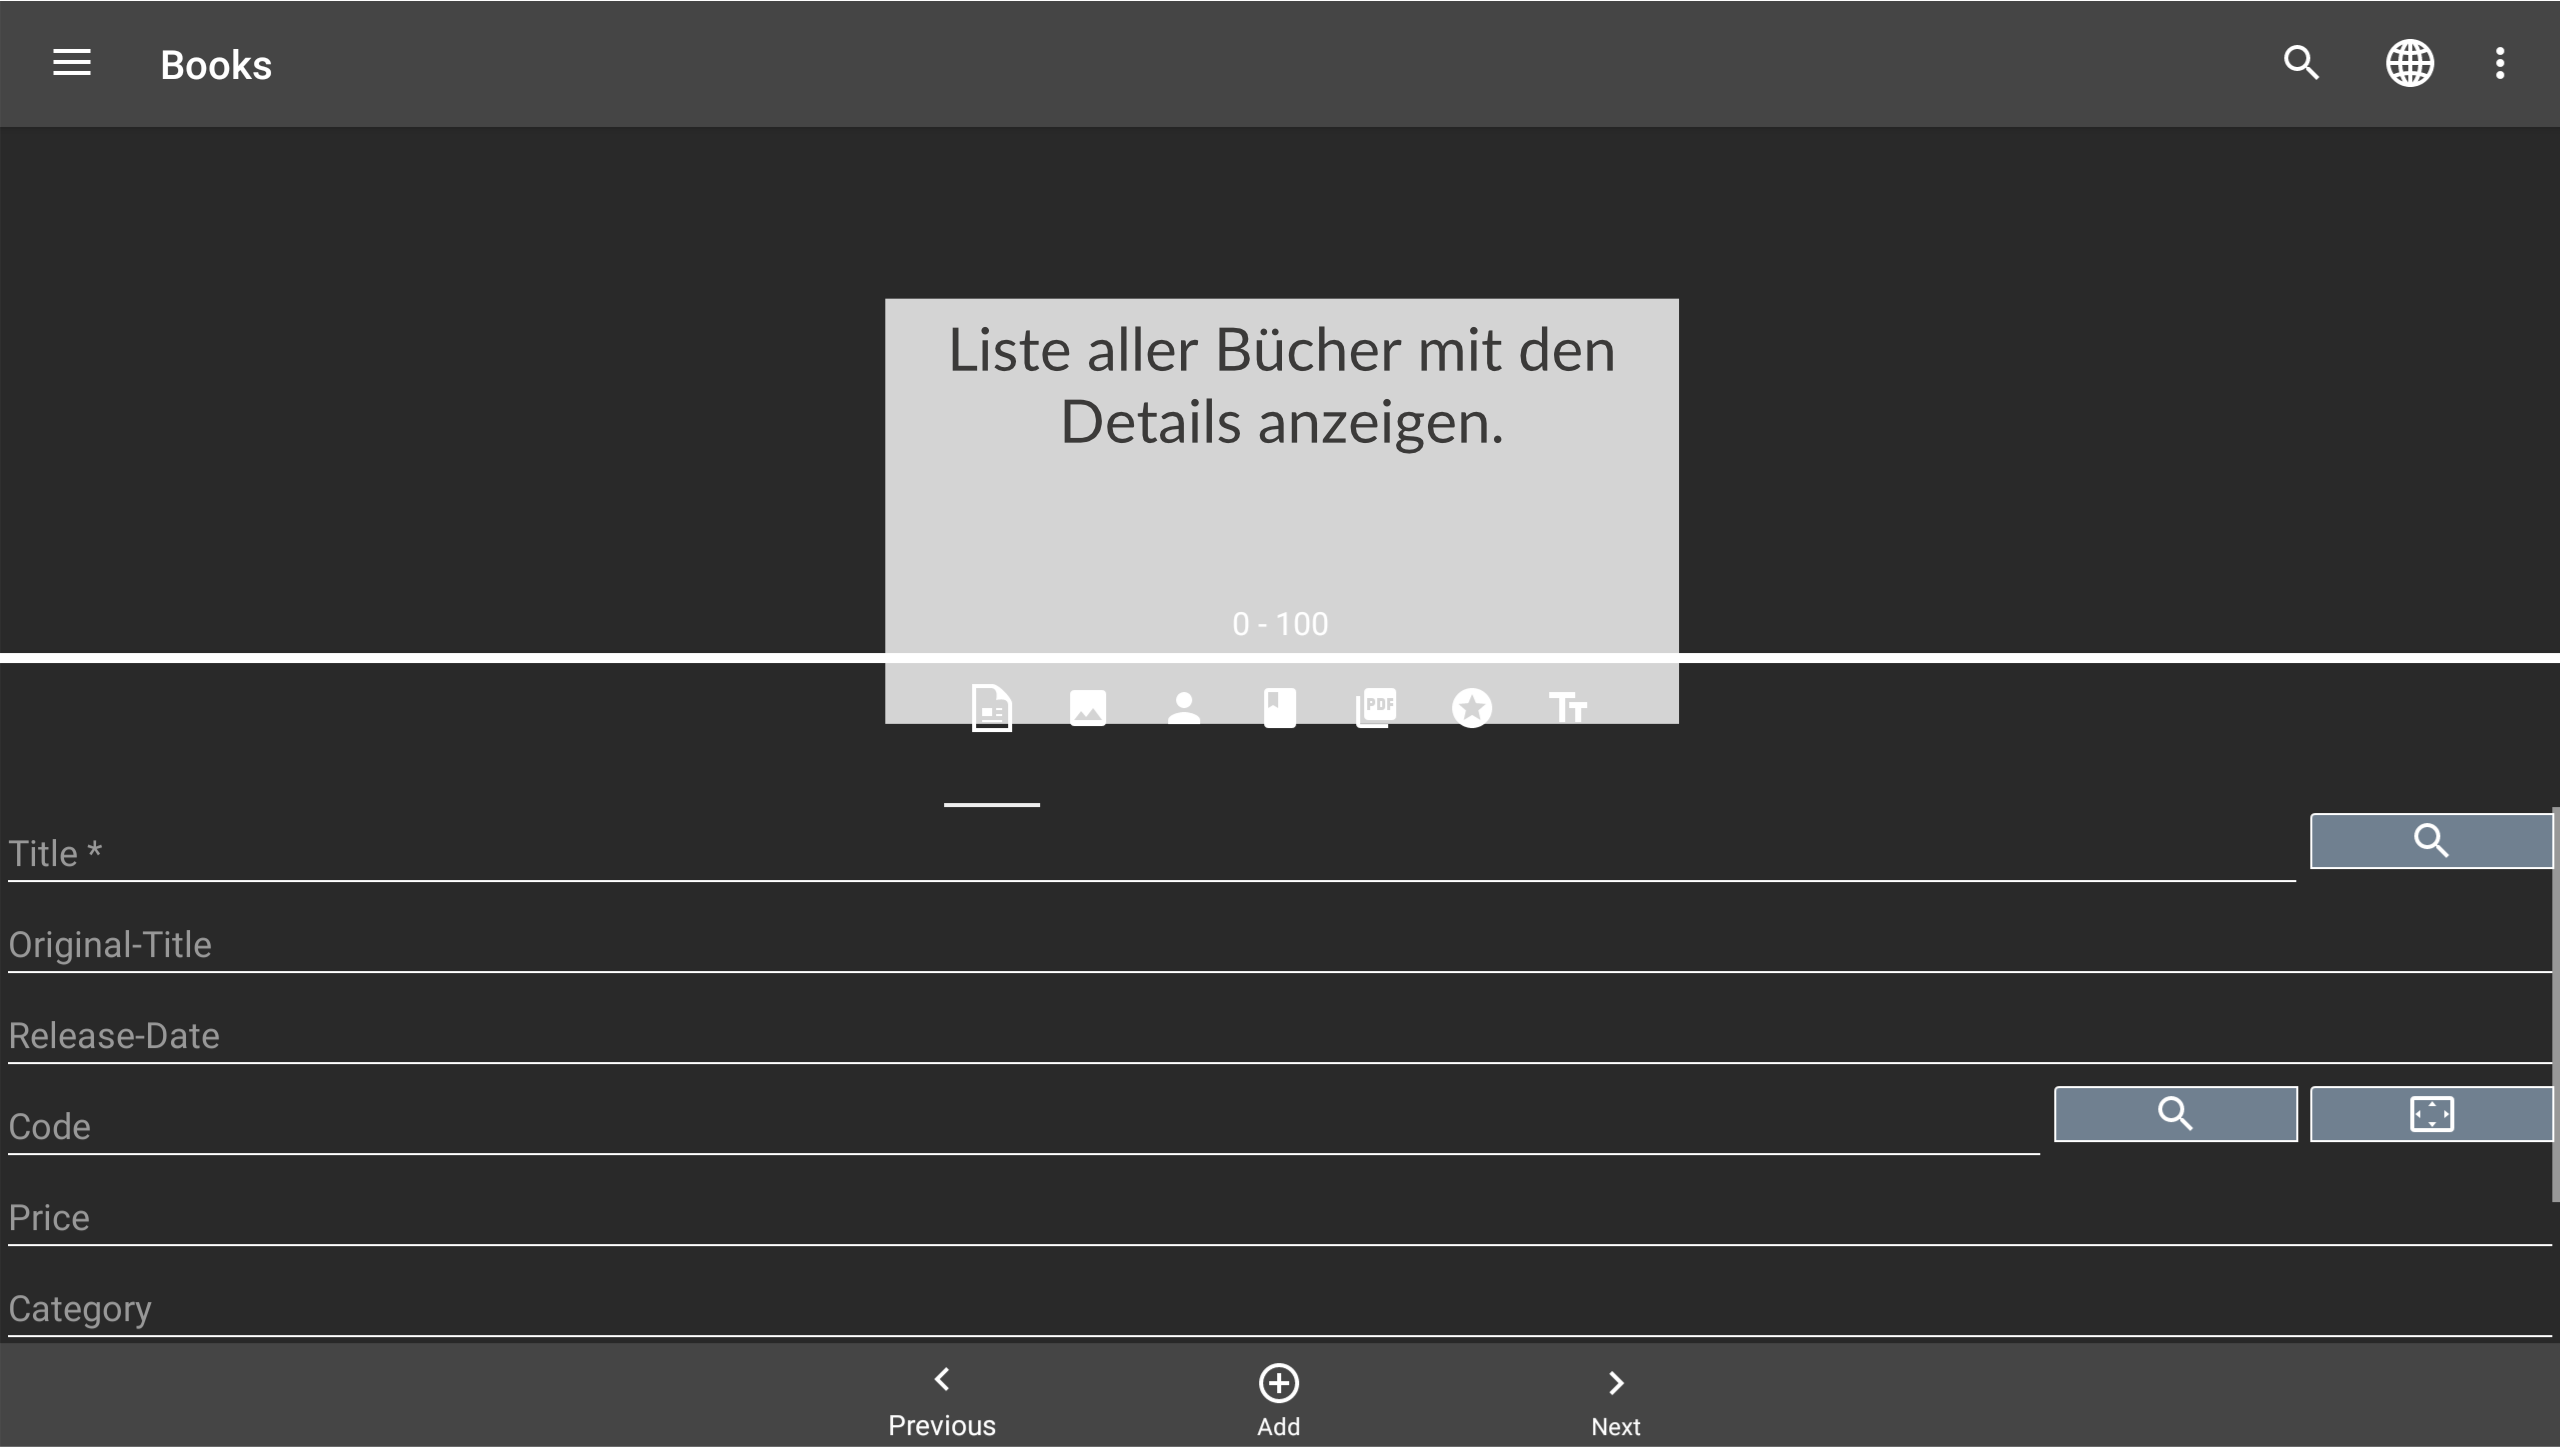 Books
Liste aller Bücher mit den
Details anzeigen.
0 - 100
PDF
Title *
Original-Title
Release-Date
Code
Price
Category
Previous
Add
Next